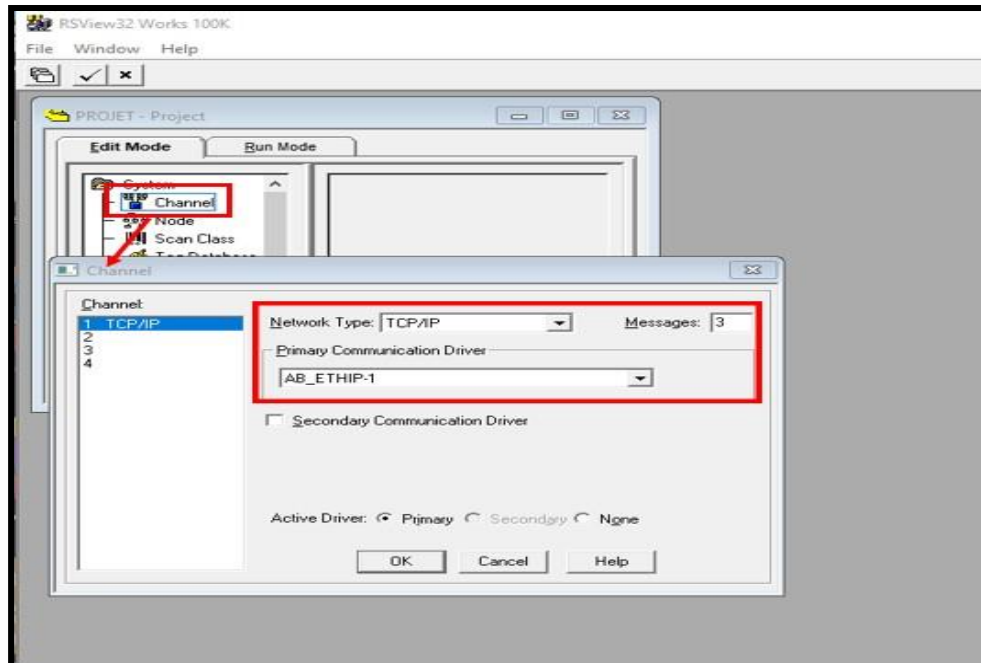 RSView32 Works 100K
File Window Help
PROJET - Project
Edit Mode Run Mode
System
Channel
Node
Scan Class
Tag Database
Channel
Channel:
1 TCP/IP
2
3
4
Network Type: TCP/IP Messages: 3
Primary Communication Driver
AB_ETHIP-1
Secondary Communication Driver
Active Driver: Primary Secondary None
OK Cancel Help